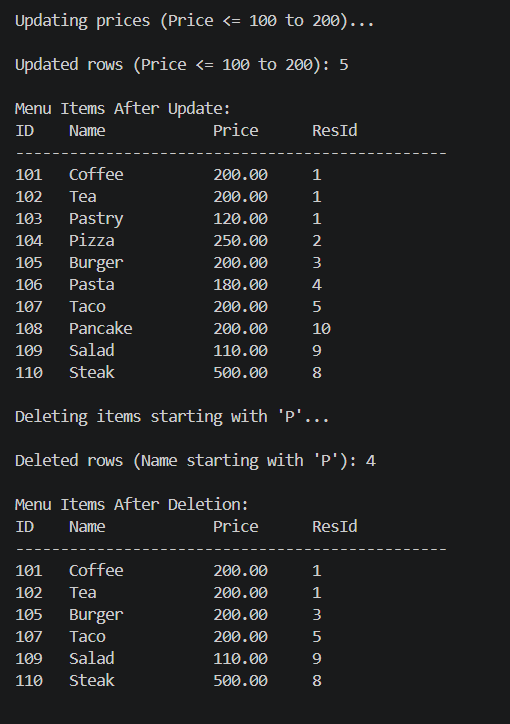 Updating prices (Price <= 100 to 200)...
Updated rows (Price <= 100 to 200): 5
Menu Items After Update:
ID   Name            Price      ResId
------------------------------------------------
101   Coffee          200.00     1
102   Tea             200.00     1
103   Pastry          120.00     1
104   Pizza           250.00     2
105   Burger          200.00     3
106   Pasta           180.00     4
107   Taco            200.00     5
108   Pancake         200.00     10
109   Salad           110.00     9
110   Steak           500.00     8
Deleting items starting with 'P'...
Deleted rows (Name starting with 'P'): 4
Menu Items After Deletion:
ID   Name            Price      ResId
------------------------------------------------
101   Coffee          200.00     1
102   Tea             200.00     1
105   Burger          200.00     3
107   Taco            200.00     5
109   Salad           110.00     9
110   Steak           500.00     8